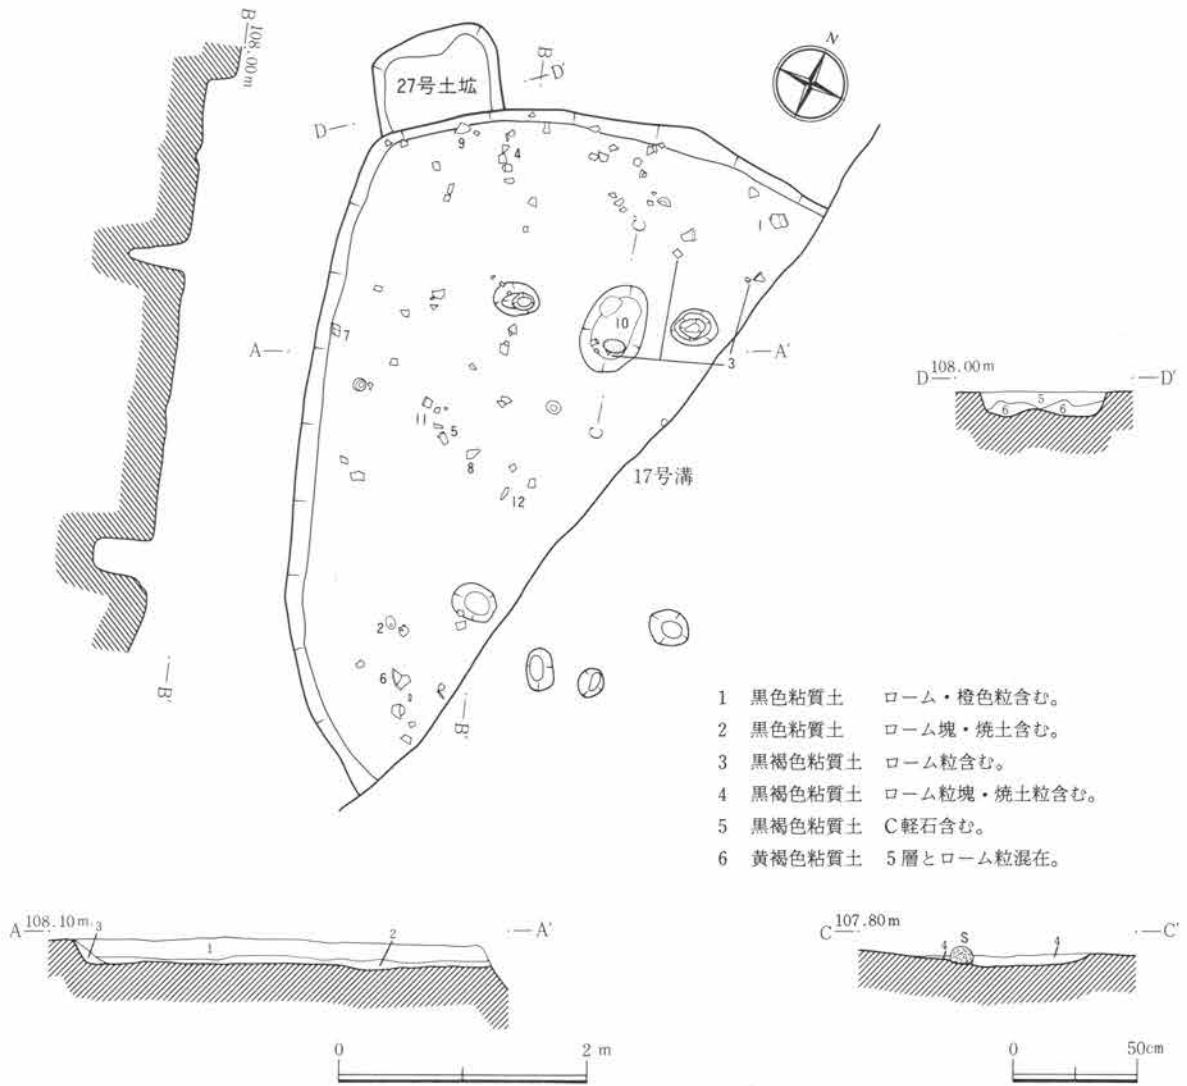 B 108.00m
B
D'
N
27号土拡
D
9
4
1
C
7
10
A
A'
3
D 108.00m D'
5
6 6
11
5
C
8
17号溝
12
2
6
B'
B'
1 黒色粘質土 ローム・橙色粒含む。
2 黒色粘質土 ローム塊・焼土含む。
3 黒褐色粘質土 ローム粒含む。
4 黒褐色粘質土 ローム粒塊・焼土粒含む。
5 黒褐色粘質土 C軽石含む。
6 黄褐色粘質土 5層とローム粒混在。
A 108.10m 3 A'
1 2
C 107.80m C'
4 S 4
0 2 m
0 50cm